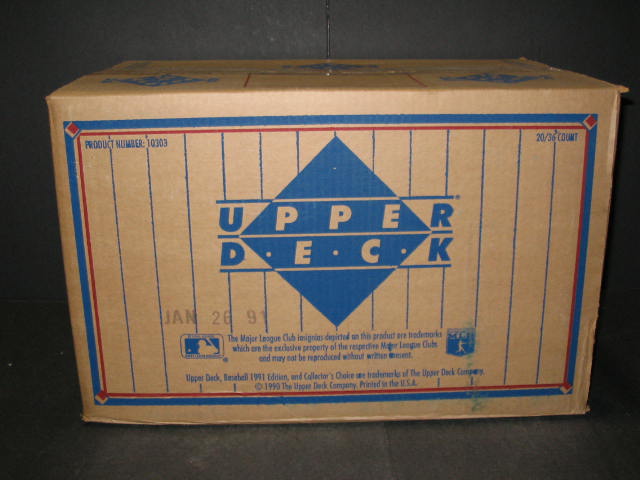 PRODUCT NUMBER: 10303
20/36 COUNT
UPPER
D·E·C·K
JAN 26 91
The Major League Club insignias depicted on this product are trademarks
which are the exclusive property of the respective Major League Clubs
and may not be reproduced without written consent.
Upper Deck, Baseball 1991 Edition, and Collector's Choice are trademarks of The Upper Deck Company.
© 1990 The Upper Deck Company. Printed in the U.S.A.